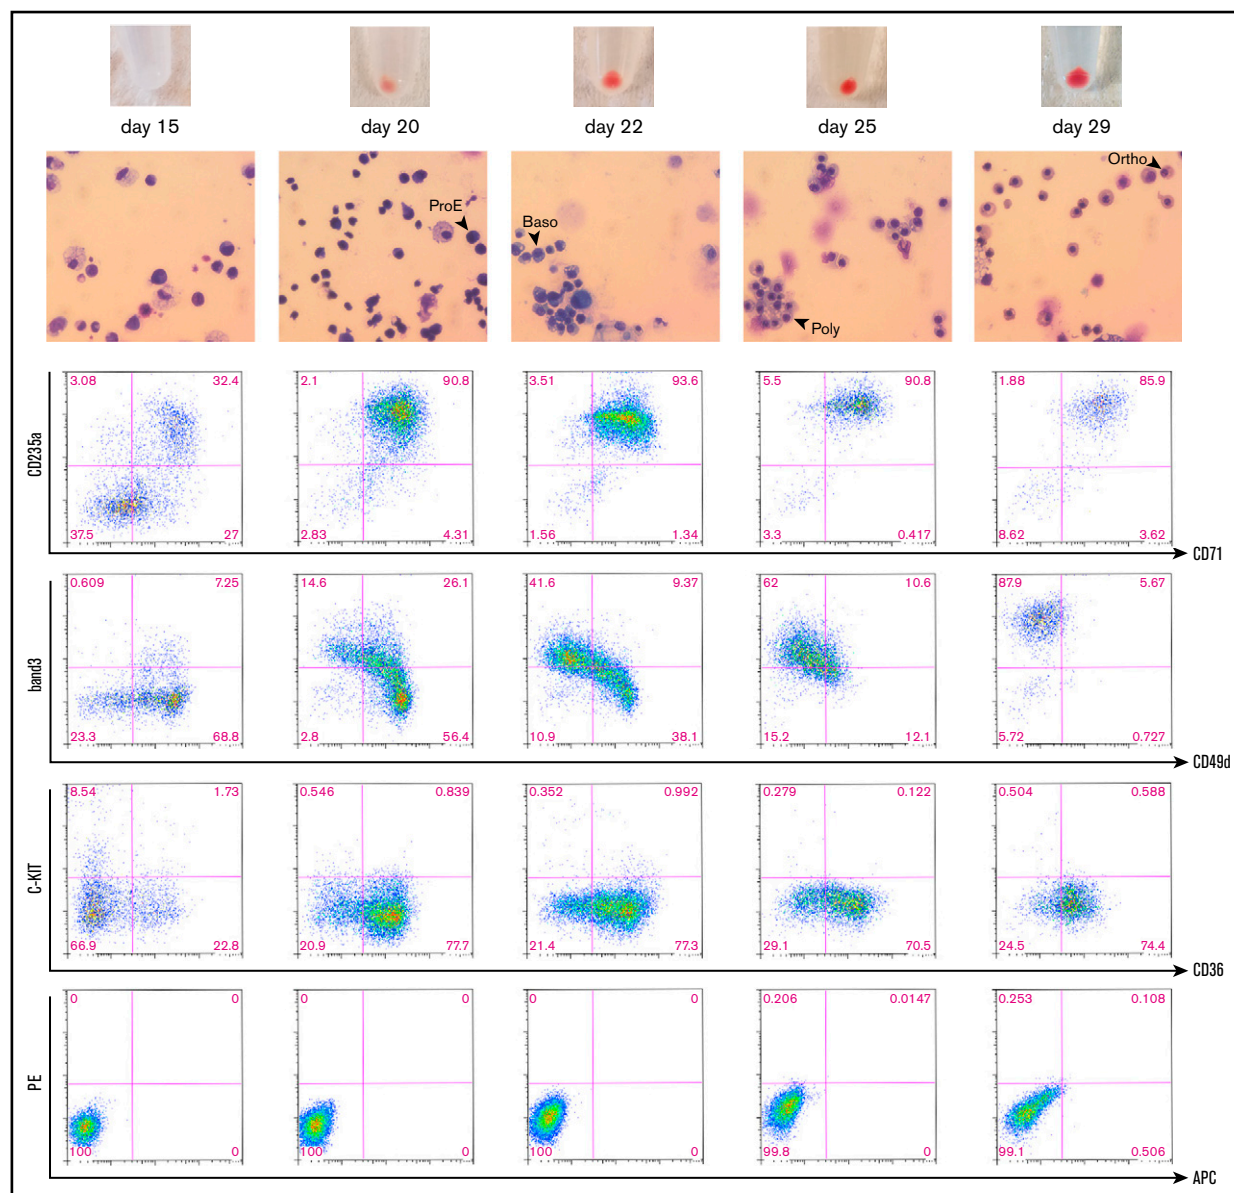 day 15 day 20 day 22 day 25 day 29
ProE Baso Poly Ortho
CD235a
3.08 32.4 2.1 90.8 3.51 93.6 5.5 90.8 1.88 85.9
37.5 27 2.83 4.31 1.56 1.34 3.3 0.417 8.62 3.62
CD71
band3
0.609 7.25 14.6 26.1 41.6 9.37 62 10.6 87.9 5.67
23.3 68.8 2.8 56.4 10.9 38.1 15.2 12.1 5.72 0.727
CD49d
C-KIT
8.54 1.73 0.546 0.839 0.352 0.992 0.279 0.122 0.504 0.588
66.9 22.8 20.9 77.7 21.4 77.3 29.1 70.5 24.5 74.4
CD36
PE
0 0 0 0 0 0 0.206 0.0147 0.253 0.108
100 0 100 0 100 0 99.8 0 99.1 0.506
APC